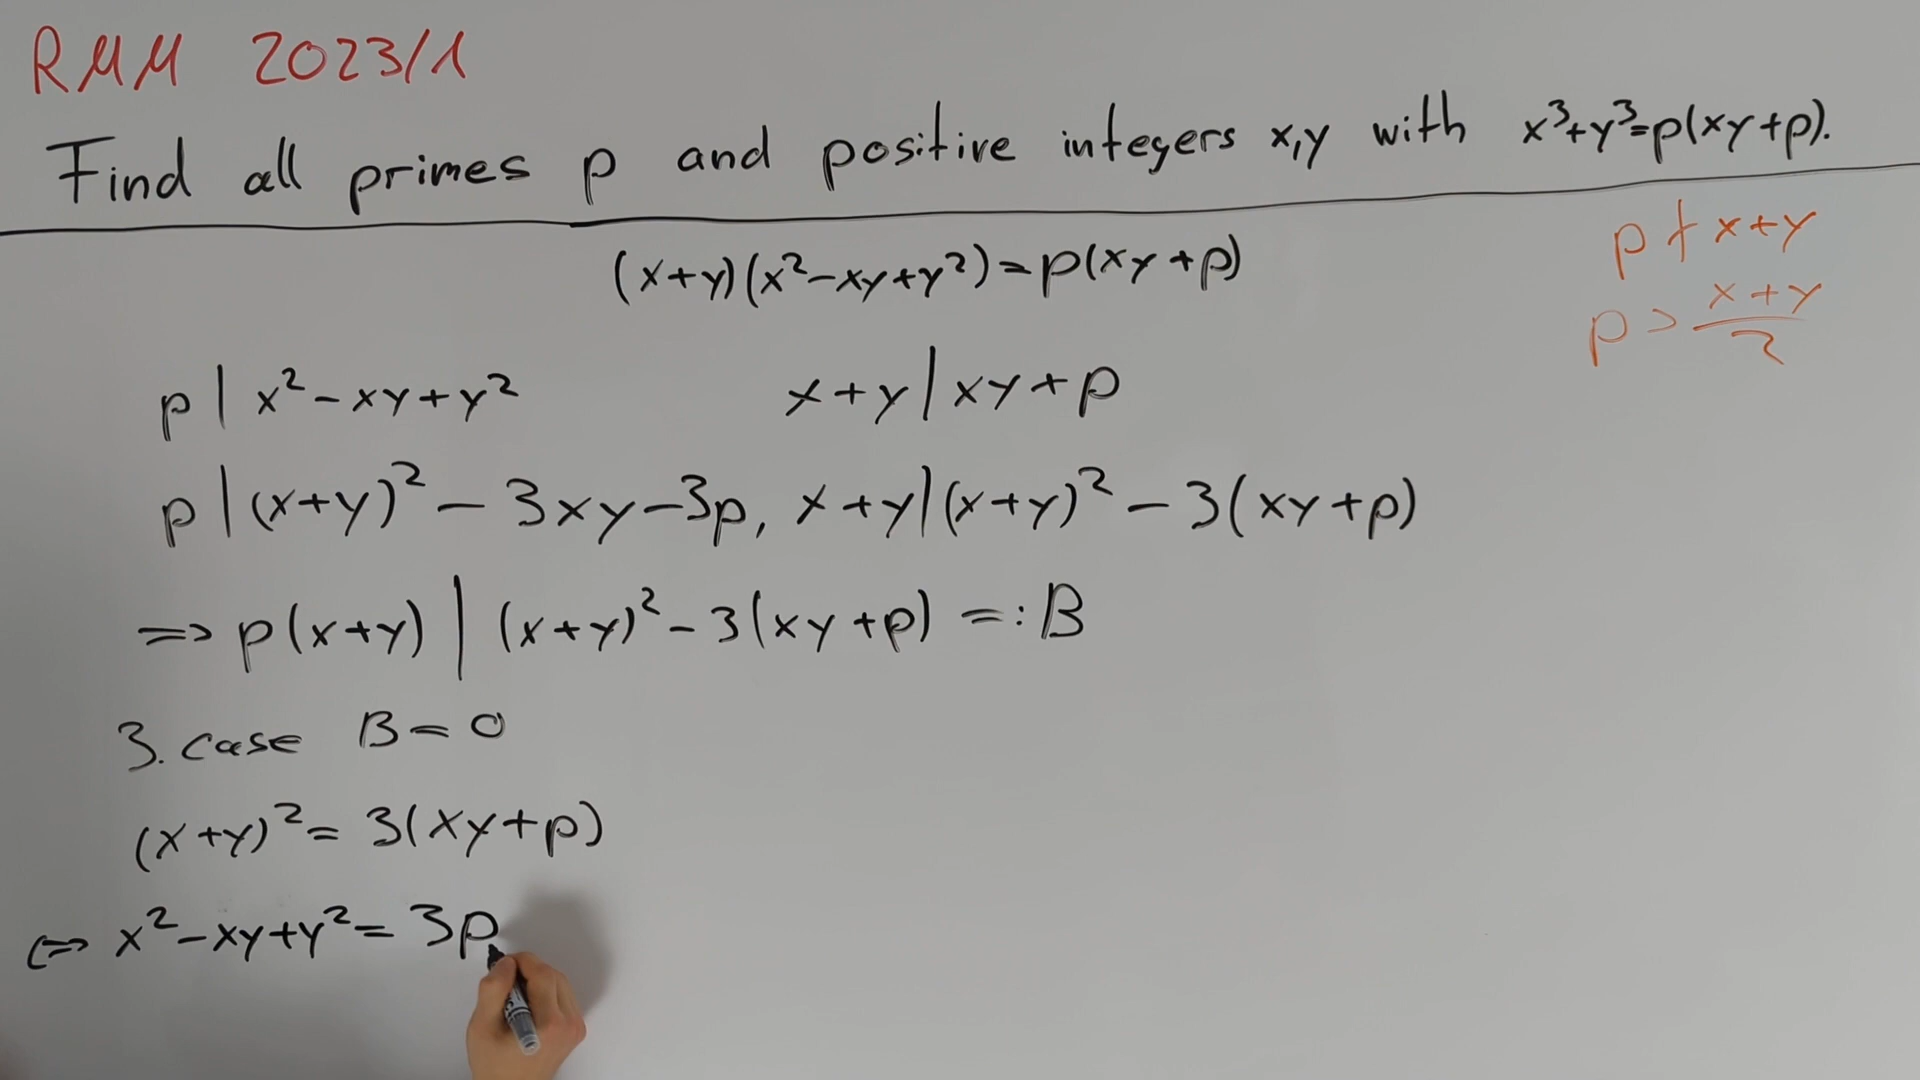 RMM 2023/1
Find all primes p and positive integers x,y with x³+y³=p(xy+p).
p ∤ x+y
p > (x+y)/2
(x+y)(x²-xy+y²)=p(xy+p)
p | x²-xy+y² x+y | xy+p
p | (x+y)² - 3xy-3p, x+y | (x+y)² - 3(xy+p)
=> p(x+y) | (x+y)² - 3(xy+p) =: B
3. case B=0
(x+y)² = 3(xy+p)
<=> x²-xy+y² = 3p